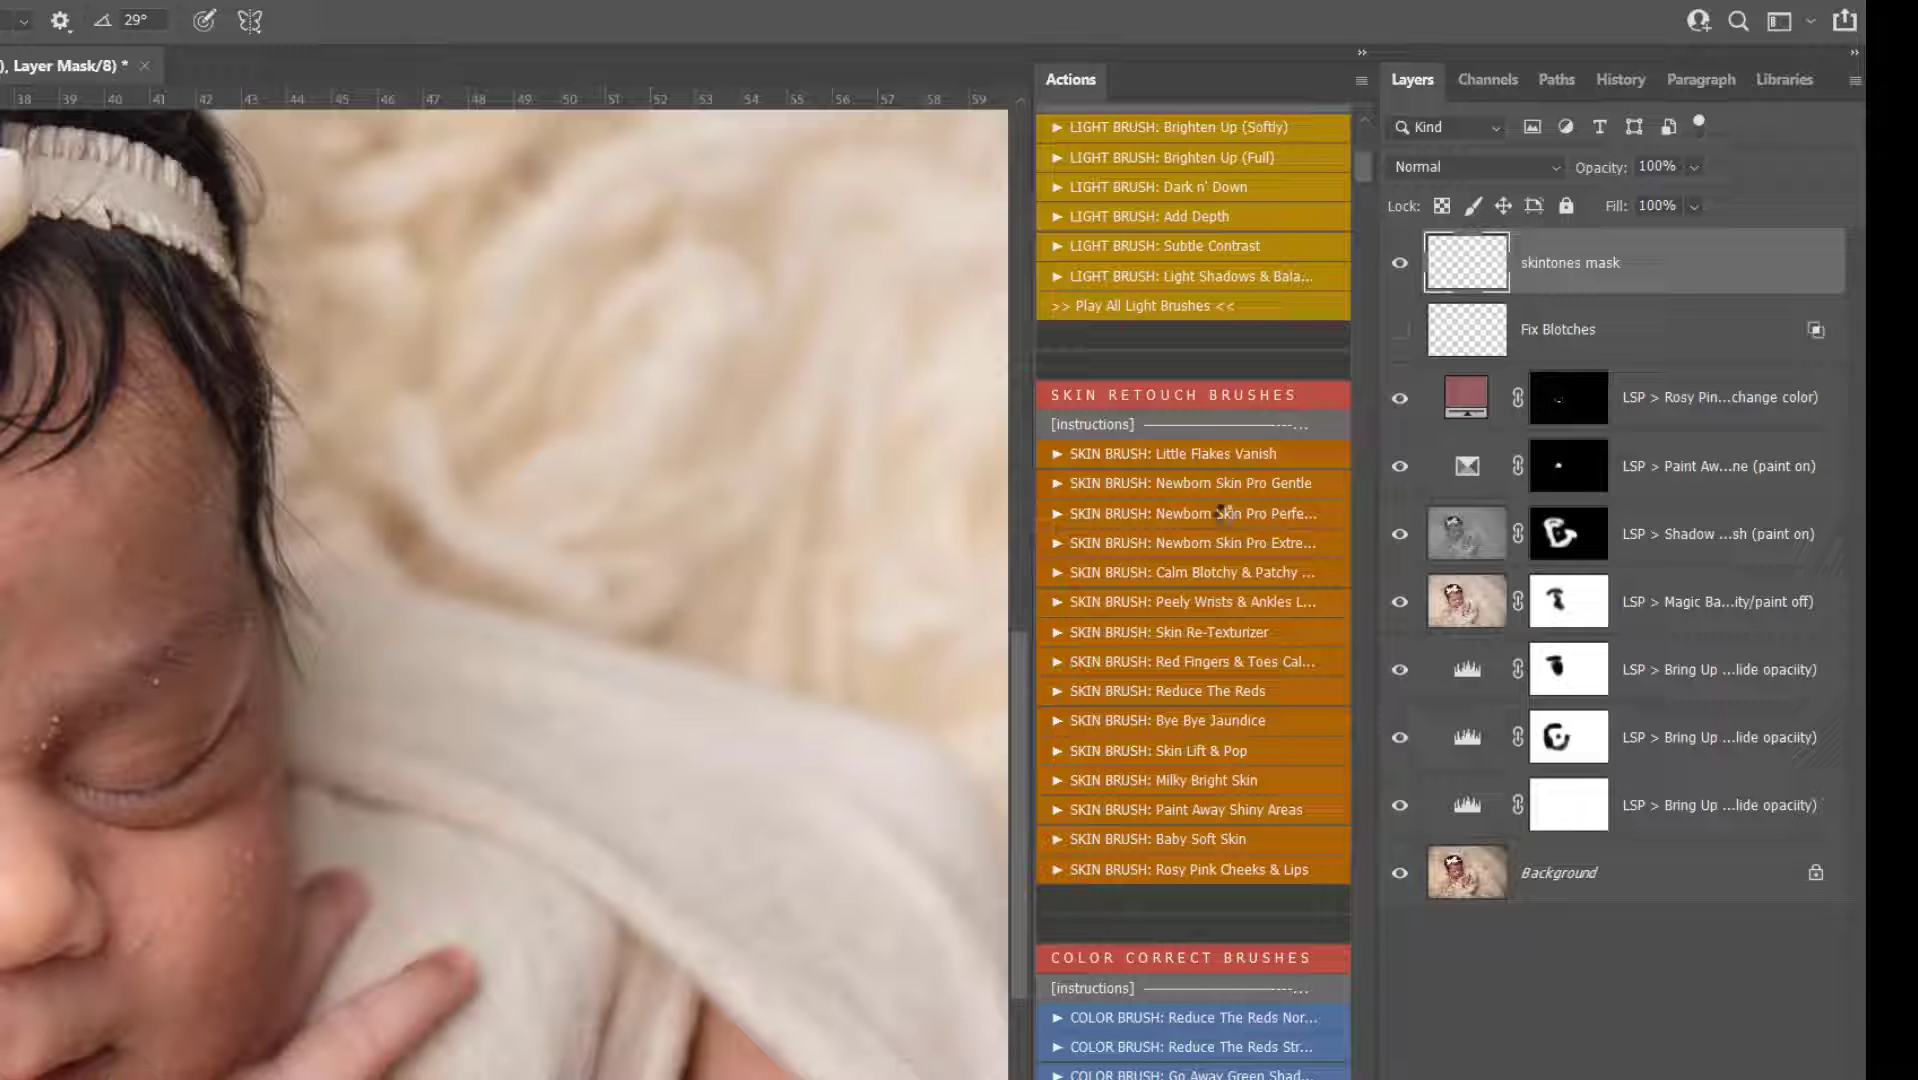 29°
), Layer Mask/8) *
38 39 40 41 42 43 44 45 46 47 48 49 50 51 52 53 54 55 56 57 58 59
Actions
LIGHT BRUSH: Brighten Up (Softly)
LIGHT BRUSH: Brighten Up (Full)
LIGHT BRUSH: Dark n' Down
LIGHT BRUSH: Add Depth
LIGHT BRUSH: Subtle Contrast
LIGHT BRUSH: Light Shadows & Bala...
>> Play All Light Brushes <<
SKIN RETOUCH BRUSHES
[instructions] ----...
SKIN BRUSH: Little Flakes Vanish
SKIN BRUSH: Newborn Skin Pro Gentle
SKIN BRUSH: Newborn Skin Pro Perfe...
SKIN BRUSH: Newborn Skin Pro Extre...
SKIN BRUSH: Calm Blotchy & Patchy ...
SKIN BRUSH: Peely Wrists & Ankles L...
SKIN BRUSH: Skin Re-Texturizer
SKIN BRUSH: Red Fingers & Toes Cal...
SKIN BRUSH: Reduce The Reds
SKIN BRUSH: Bye Bye Jaundice
SKIN BRUSH: Skin Lift & Pop
SKIN BRUSH: Milky Bright Skin
SKIN BRUSH: Paint Away Shiny Areas
SKIN BRUSH: Baby Soft Skin
SKIN BRUSH: Rosy Pink Cheeks & Lips
COLOR CORRECT BRUSHES
[instructions] ----...
COLOR BRUSH: Reduce The Reds Nor...
COLOR BRUSH: Reduce The Reds Str...
COLOR BRUSH: Go Away Green Shad...
Layers Channels Paths History Paragraph Libraries
Kind
Normal Opacity: 100%
Lock: Fill: 100%
skintones mask
Fix Blotches
LSP > Rosy Pin...change color)
LSP > Paint Aw...ne (paint on)
LSP > Shadow ...sh (paint on)
LSP > Magic Ba...ity/paint off)
LSP > Bring Up ...lide opaciity)
LSP > Bring Up ...lide opaciity)
LSP > Bring Up ...lide opaciity)
Background